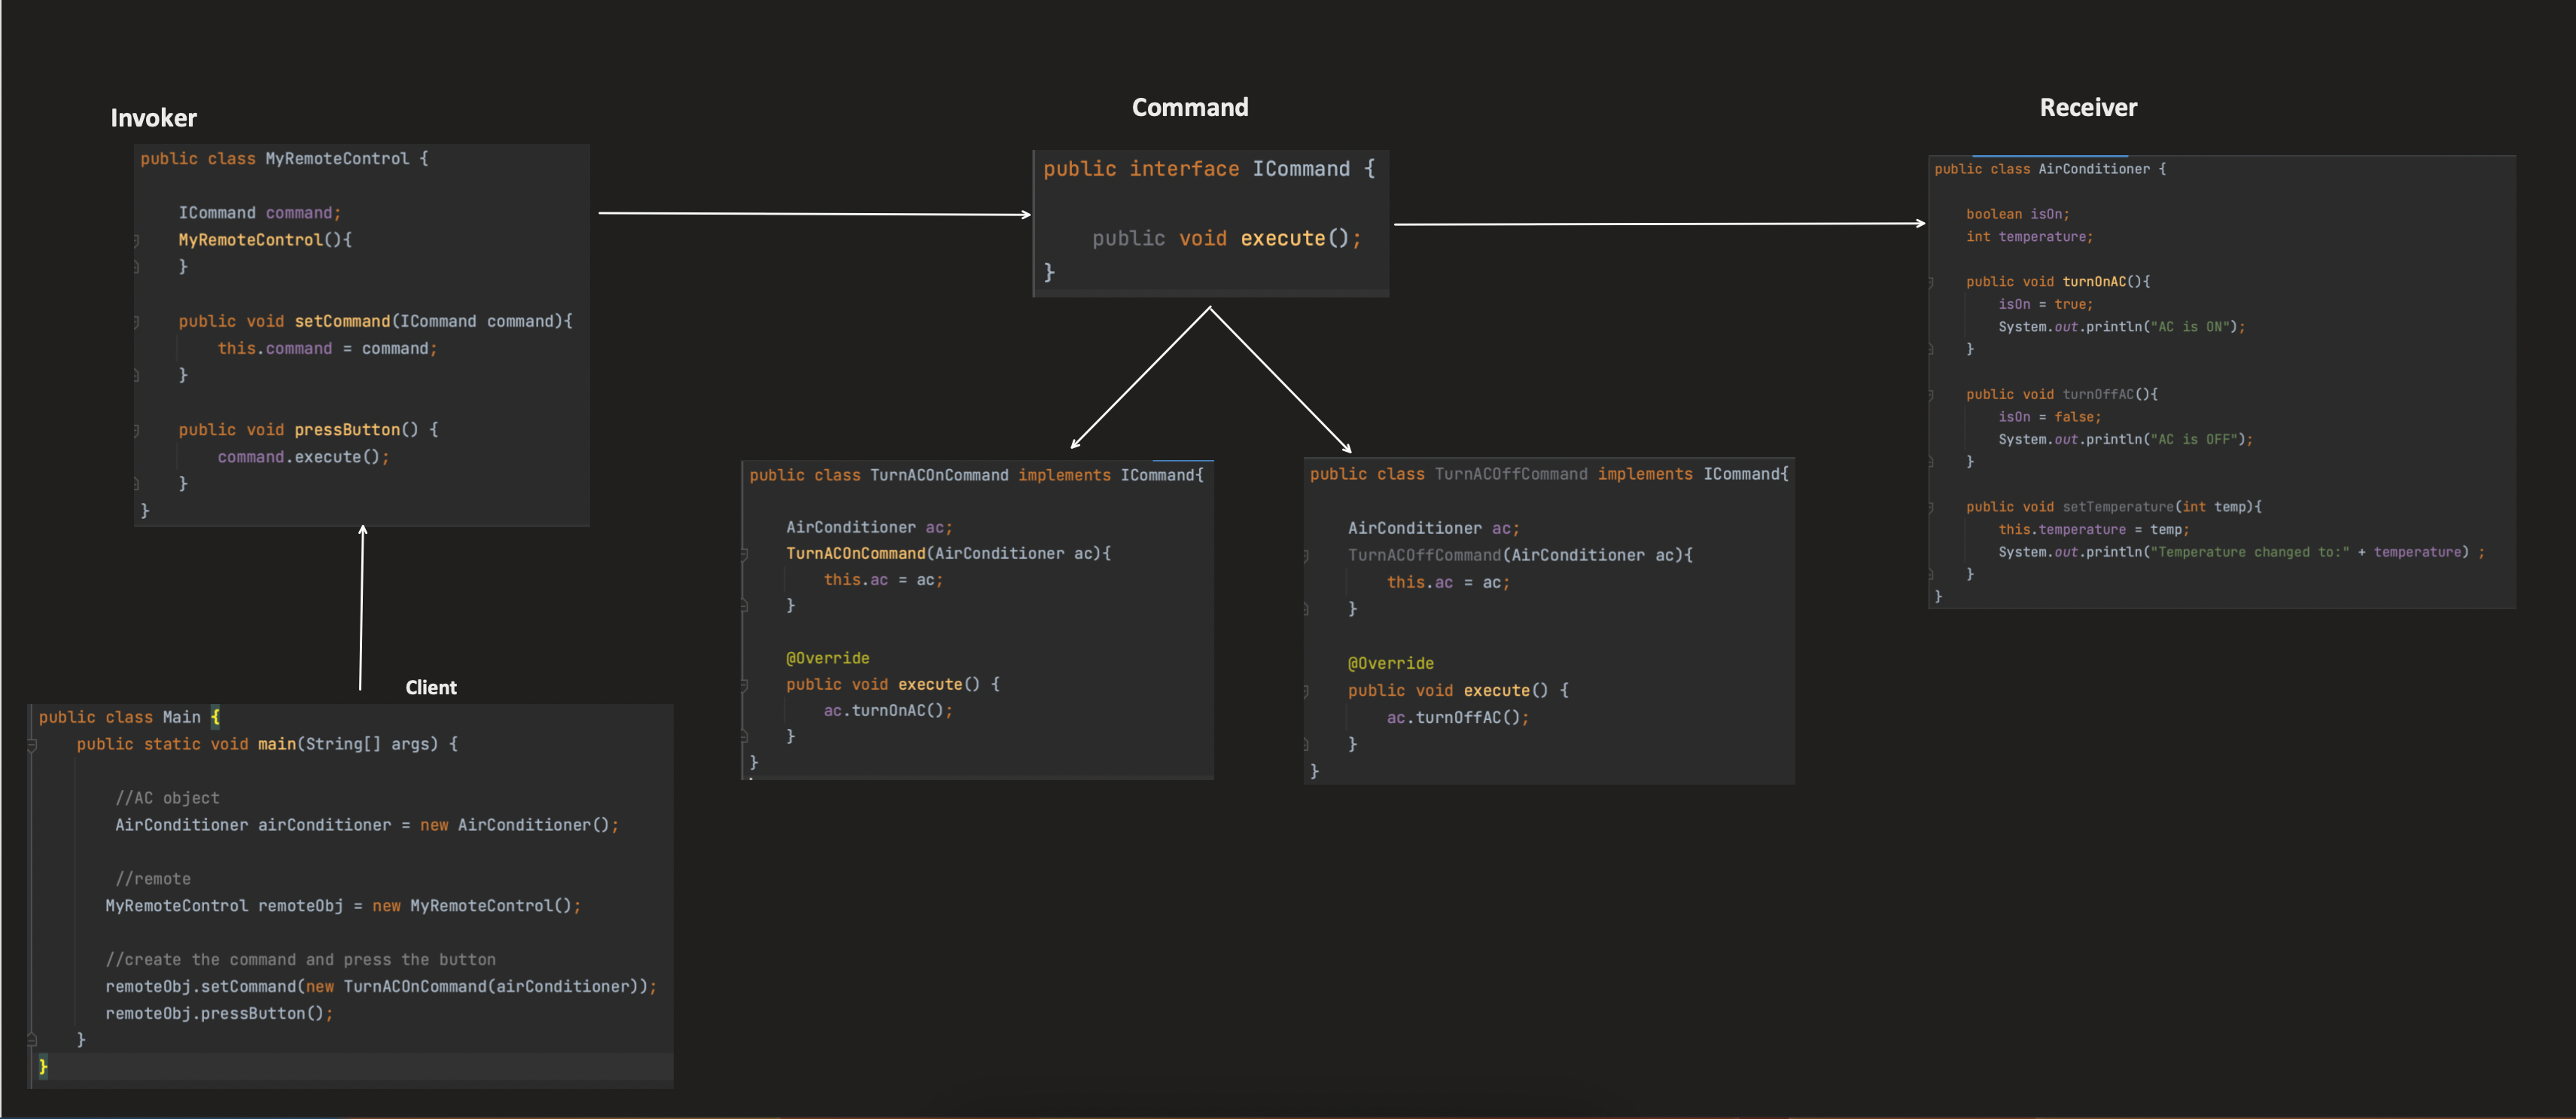 Invoker
public class MyRemoteControl {
ICommand command;
MyRemoteControl(){
}
public void setCommand(ICommand command){
this.command = command;
}
public void pressButton() {
command.execute();
}
}
Command
public interface ICommand {
public void execute();
}
Receiver
public class AirConditioner {
boolean isOn;
int temperature;
public void turnOnAC(){
isOn = true;
System.out.println("AC is ON");
}
public void turnOffAC(){
isOn = false;
System.out.println("AC is OFF");
}
public void setTemperature(int temp){
this.temperature = temp;
System.out.println("Temperature changed to:" + temperature) ;
}
}
public class TurnACOnCommand implements ICommand{
AirConditioner ac;
TurnACOnCommand(AirConditioner ac){
this.ac = ac;
}
@Override
public void execute() {
ac.turnOnAC();
}
}
public class TurnACOffCommand implements ICommand{
AirConditioner ac;
TurnACOffCommand(AirConditioner ac){
this.ac = ac;
}
@Override
public void execute() {
ac.turnOffAC();
}
}
Client
public class Main {
public static void main(String[] args) {
//AC object
AirConditioner airConditioner = new AirConditioner();
//remote
MyRemoteControl remoteObj = new MyRemoteControl();
//create the command and press the button
remoteObj.setCommand(new TurnACOnCommand(airConditioner));
remoteObj.pressButton();
}
}